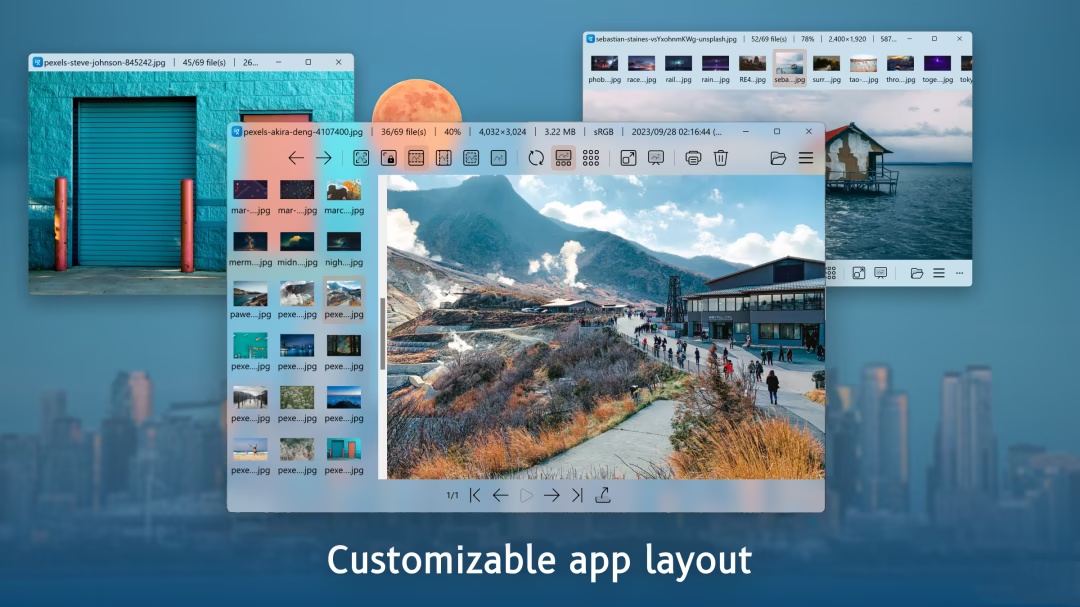 pexels-steve-johnson-845242.jpg | 45/69 file(s) | 26...
sebastian-staines-vsYxohnmKWg-unsplash.jpg | 52/69 file(s) | 78% | 2,400×1,920 | 587...
phob...jpg race...jpg rail...jpg rain...jpg RE4...jpg seba...jpg surr...jpg tao-...jpg thro...jpg toge...jpg toky
pexels-akira-deng-4107400.jpg | 36/69 file(s) | 40% | 4,032×3,024 | 3.22 MB | sRGB | 2023/09/28 02:16:44 (...
mar-...jpg mar-...jpg marc...jpg
merm...jpg midn...jpg nigh...jpg
pawe...jpg pexe...jpg pexe...jpg
pexe...jpg pexe...jpg pexe...jpg
pexe...jpg pexe...jpg pexe...jpg
pexe...jpg pexe...jpg pexe...jpg
1/1
Customizable app layout